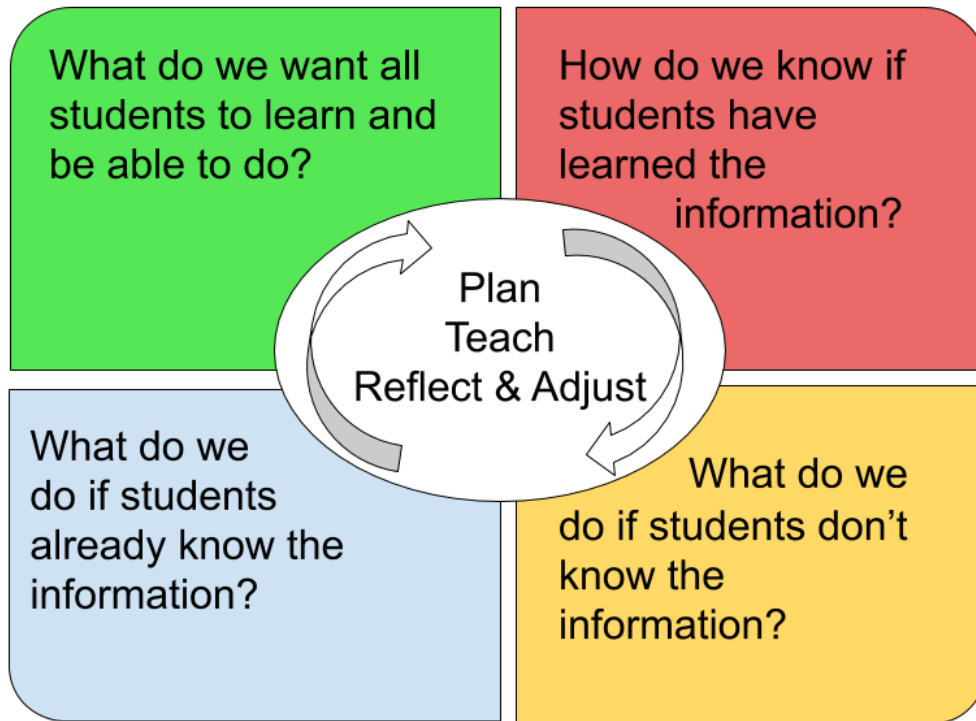 What do we want all
students to learn and
be able to do?
How do we know if
students have
learned the
information?
Plan
Teach
Reflect & Adjust
What do we
do if students
already know the
information?
What do we
do if students don’t
know the
information?